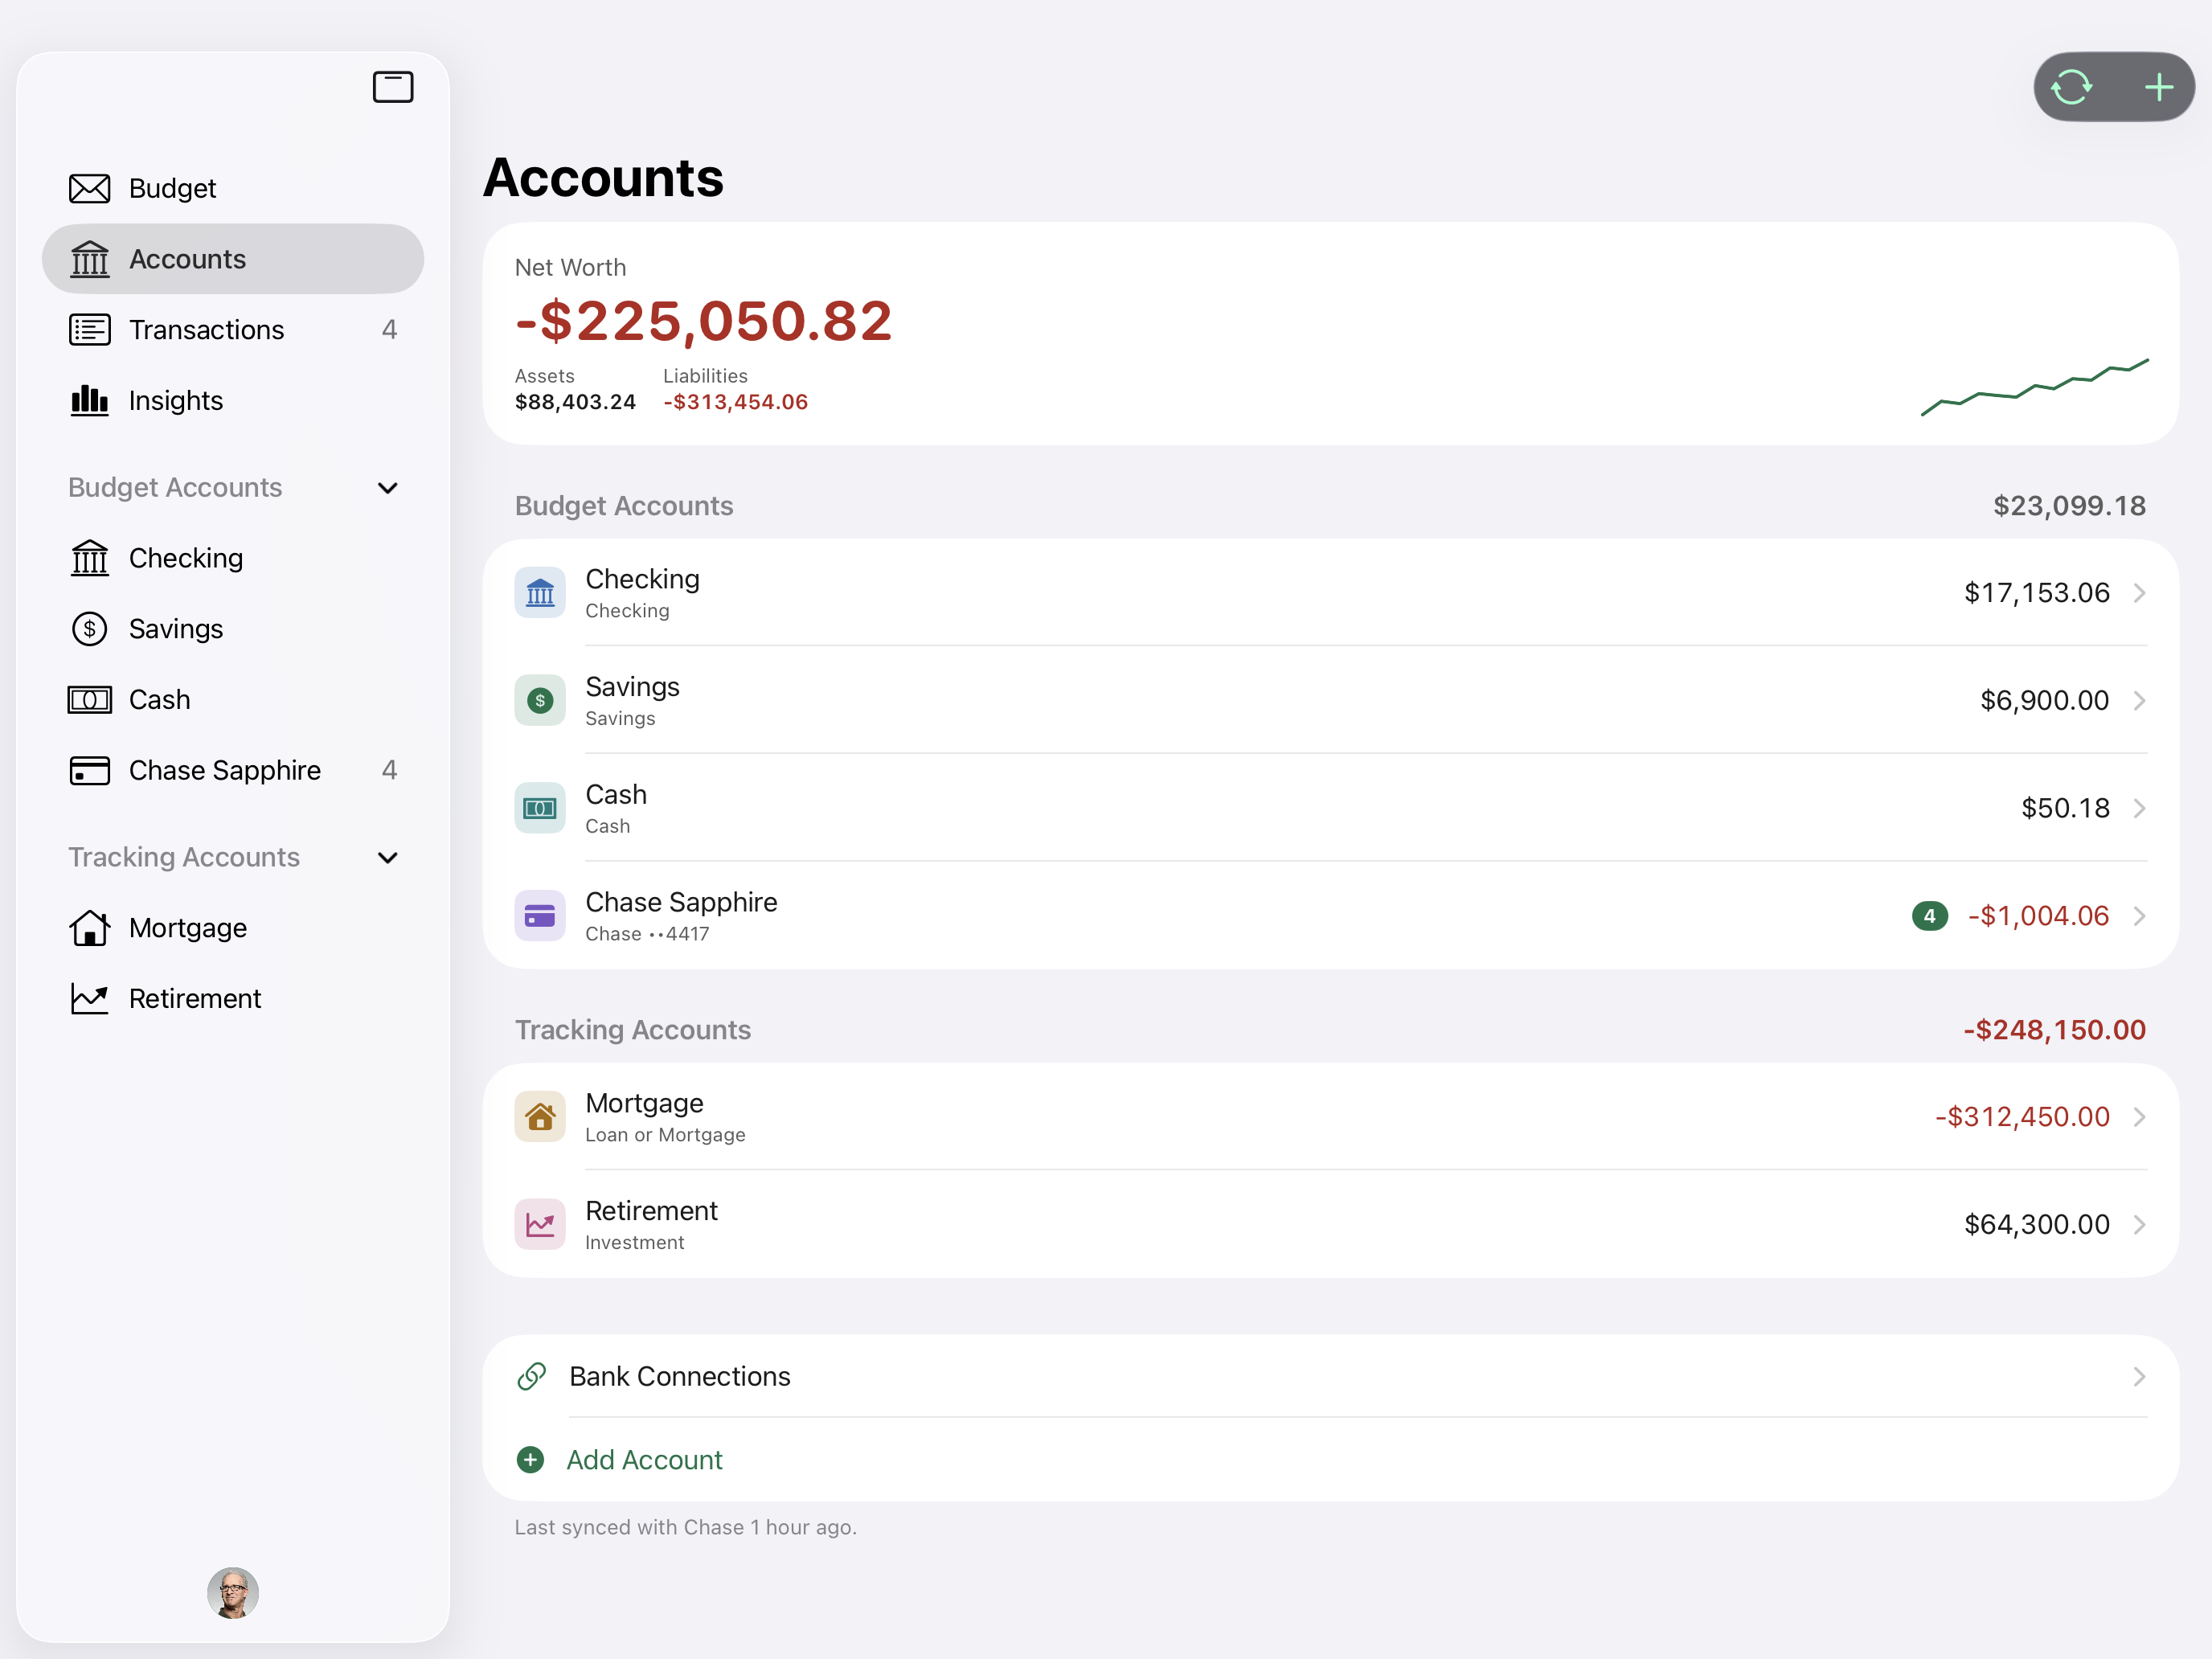 Budget
Accounts
Transactions 4
Insights
Budget Accounts
Checking
Savings
Cash
Chase Sapphire 4
Tracking Accounts
Mortgage
Retirement
Accounts
Net Worth
-$225,050.82
Assets Liabilities
$88,403.24 -$313,454.06
Budget Accounts $23,099.18
Checking
Checking
$17,153.06
Savings
Savings
$6,900.00
Cash
Cash
$50.18
Chase Sapphire
Chase ••4417
4 -$1,004.06
Tracking Accounts -$248,150.00
Mortgage
Loan or Mortgage
-$312,450.00
Retirement
Investment
$64,300.00
Bank Connections
Add Account
Last synced with Chase 1 hour ago.